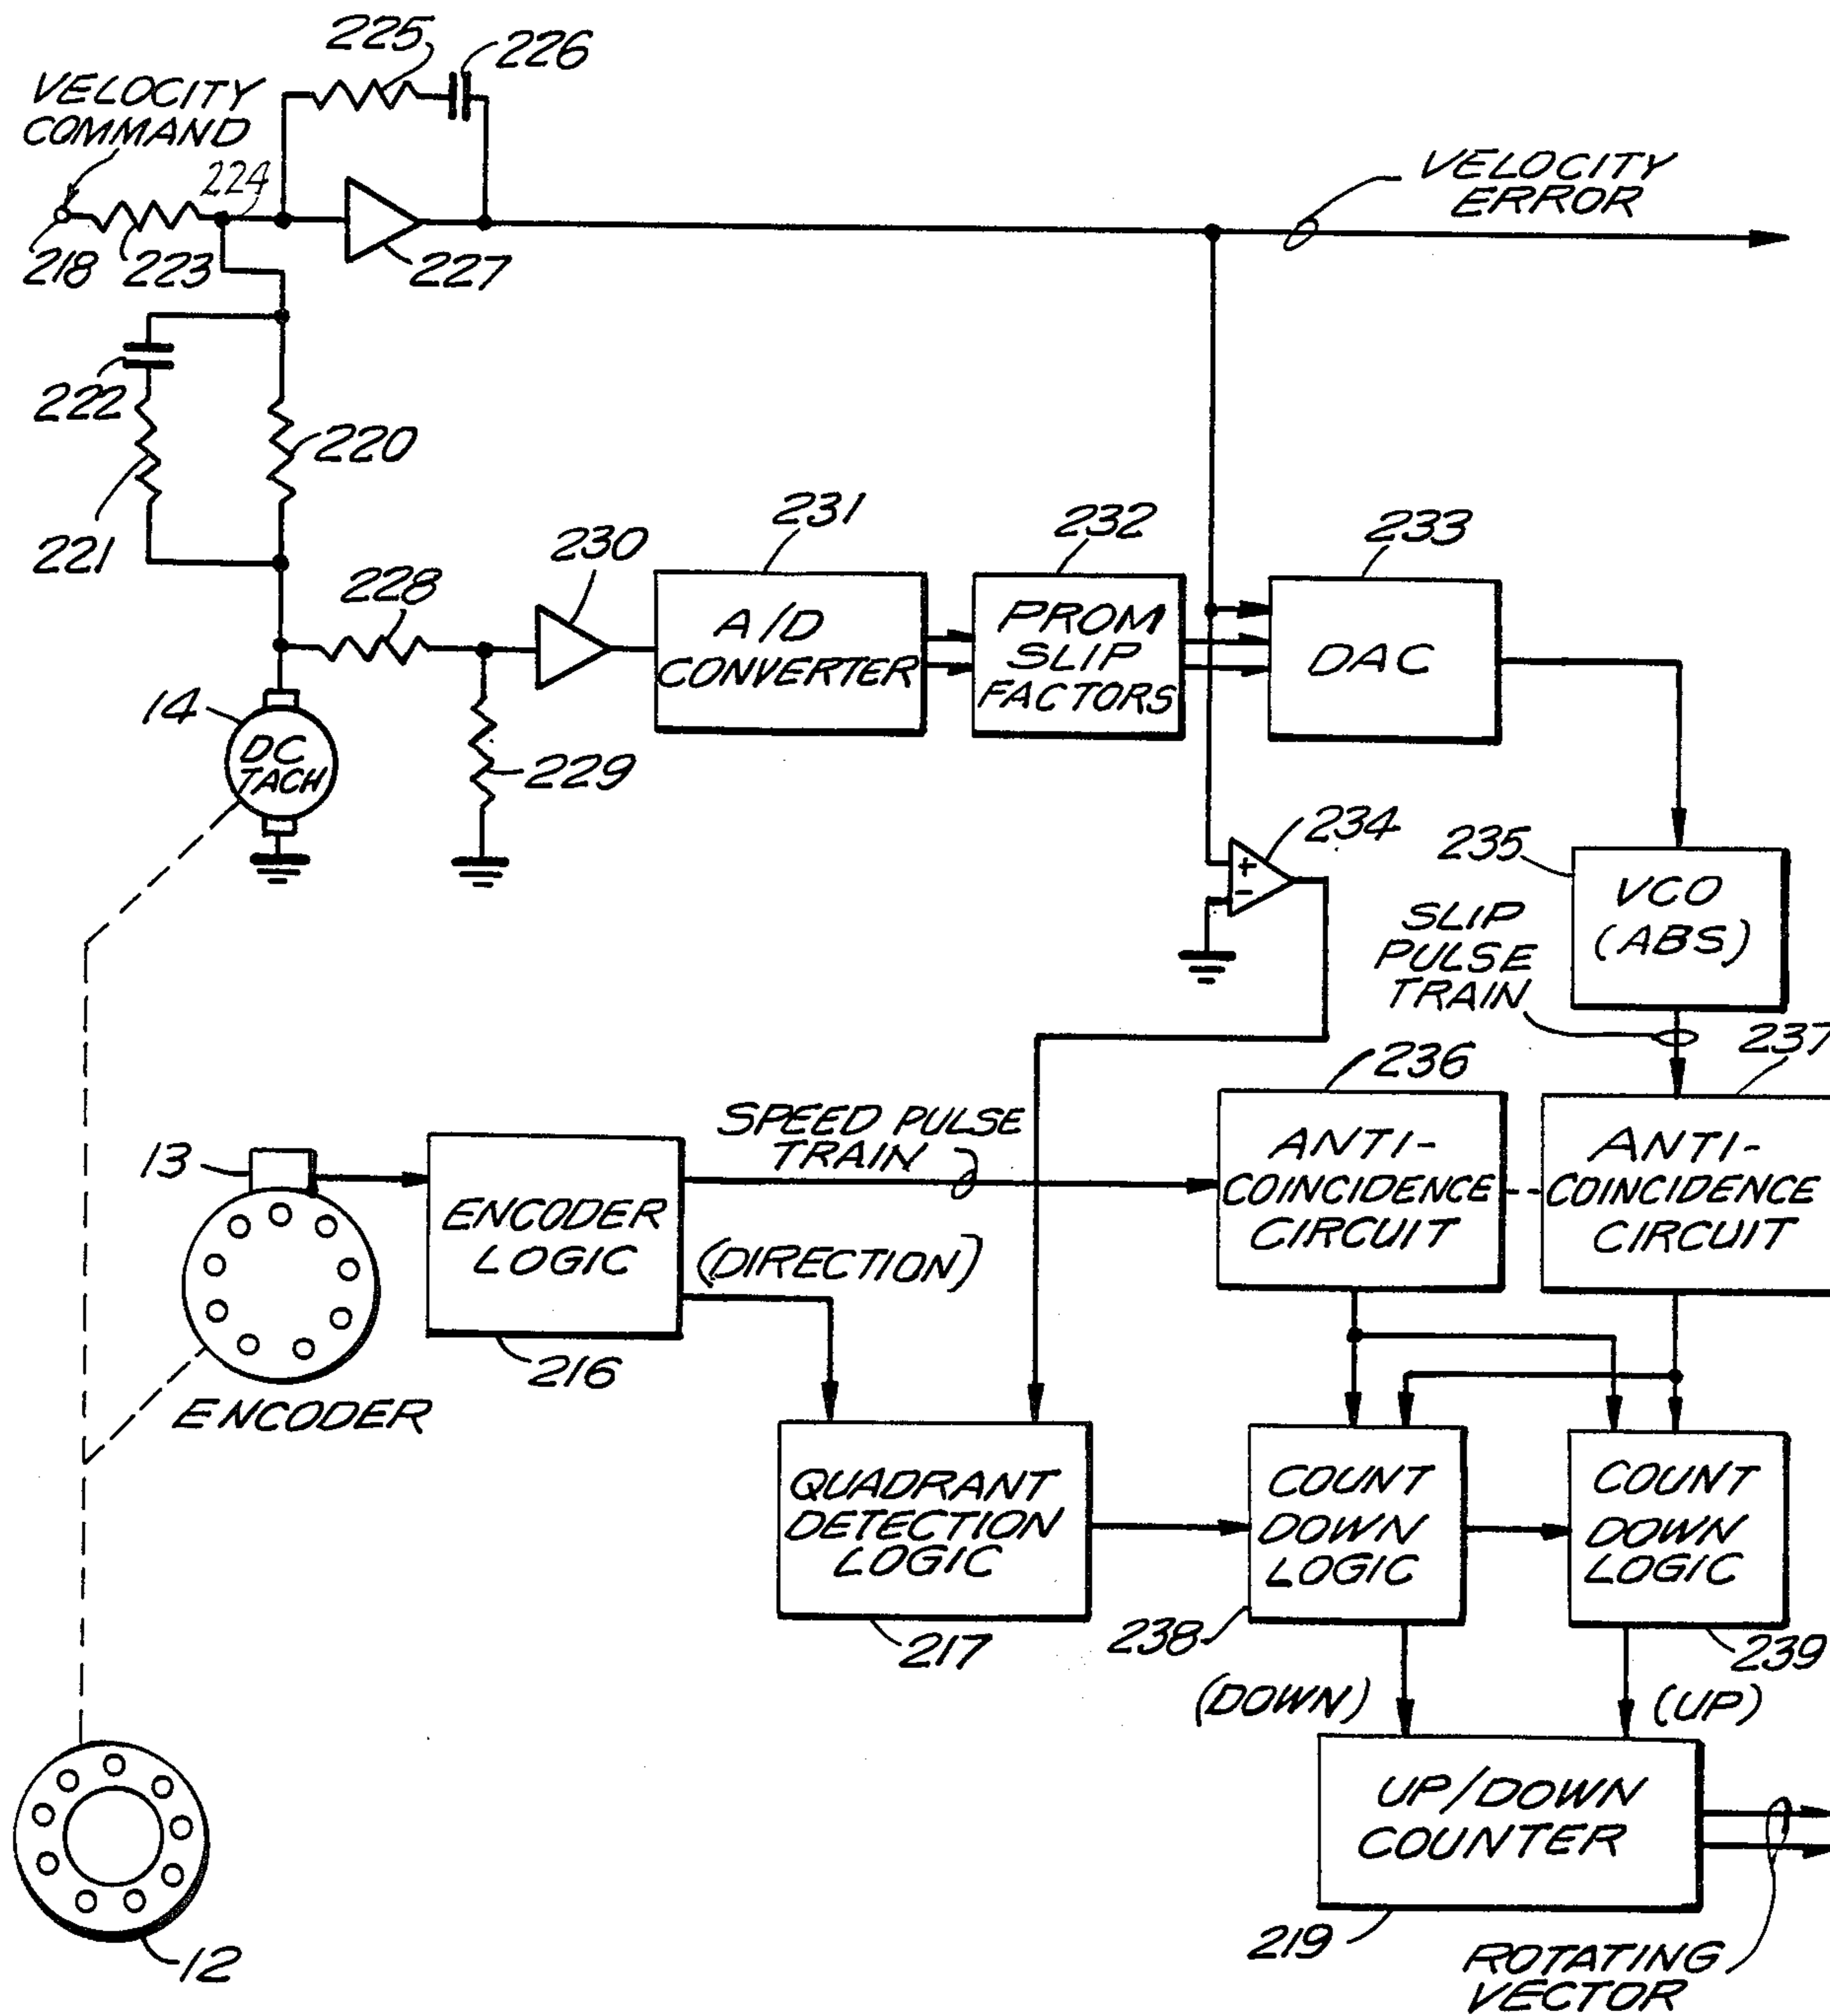 225
226
VELOCITY
COMMAND
224
218
223
227
VELOCITY
ERROR
222
220
221
228
230
231
232
233
A/D
CONVERTER
PROM
SLIP
FACTORS
DAC
14
DC
TACH
229
234
235
VCO
(ABS)
SLIP
PULSE
TRAIN
236
237
SPEED PULSE
TRAIN
13
ENCODER
LOGIC
(DIRECTION)
ANTI-
COINCIDENCE
CIRCUIT
ANTI-
COINCIDENCE
CIRCUIT
216
ENCODER
QUADRANT
DETECTION
LOGIC
COUNT
DOWN
LOGIC
COUNT
DOWN
LOGIC
217
238
239
(DOWN)
(UP)
UP/DOWN
COUNTER
219
12
ROTATING
VECTOR
+
-